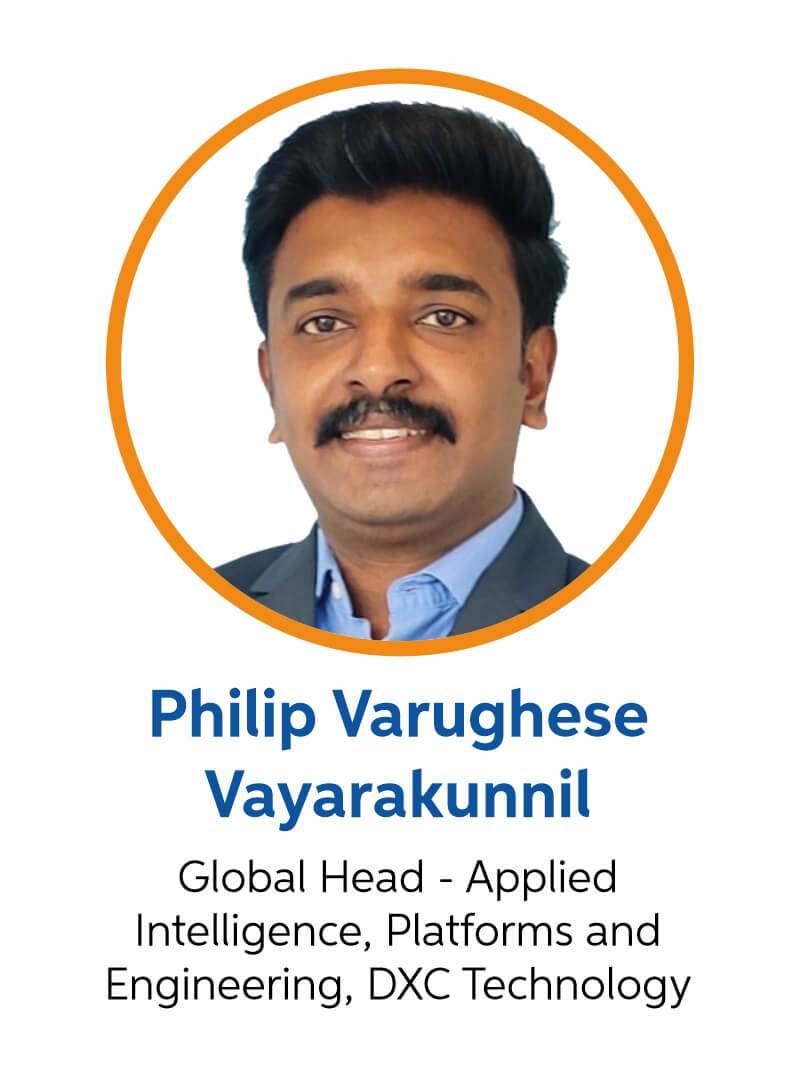 Philip Varughese
Vayarakunnil
Global Head - Applied
Intelligence, Platforms and
Engineering, DXC Technology